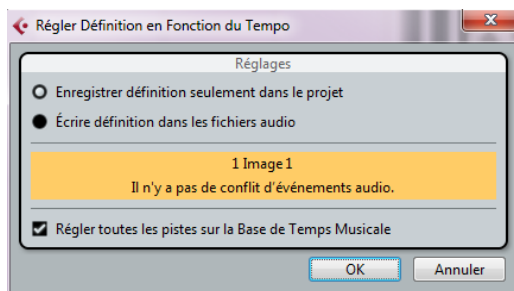 Régler Définition en Fonction du Tempo
Réglages
Enregistrer définition seulement dans le projet
Écrire définition dans les fichiers audio
1 Image 1
Il n'y a pas de conflit d'événements audio.
Régler toutes les pistes sur la Base de Temps Musicale
OK Annuler